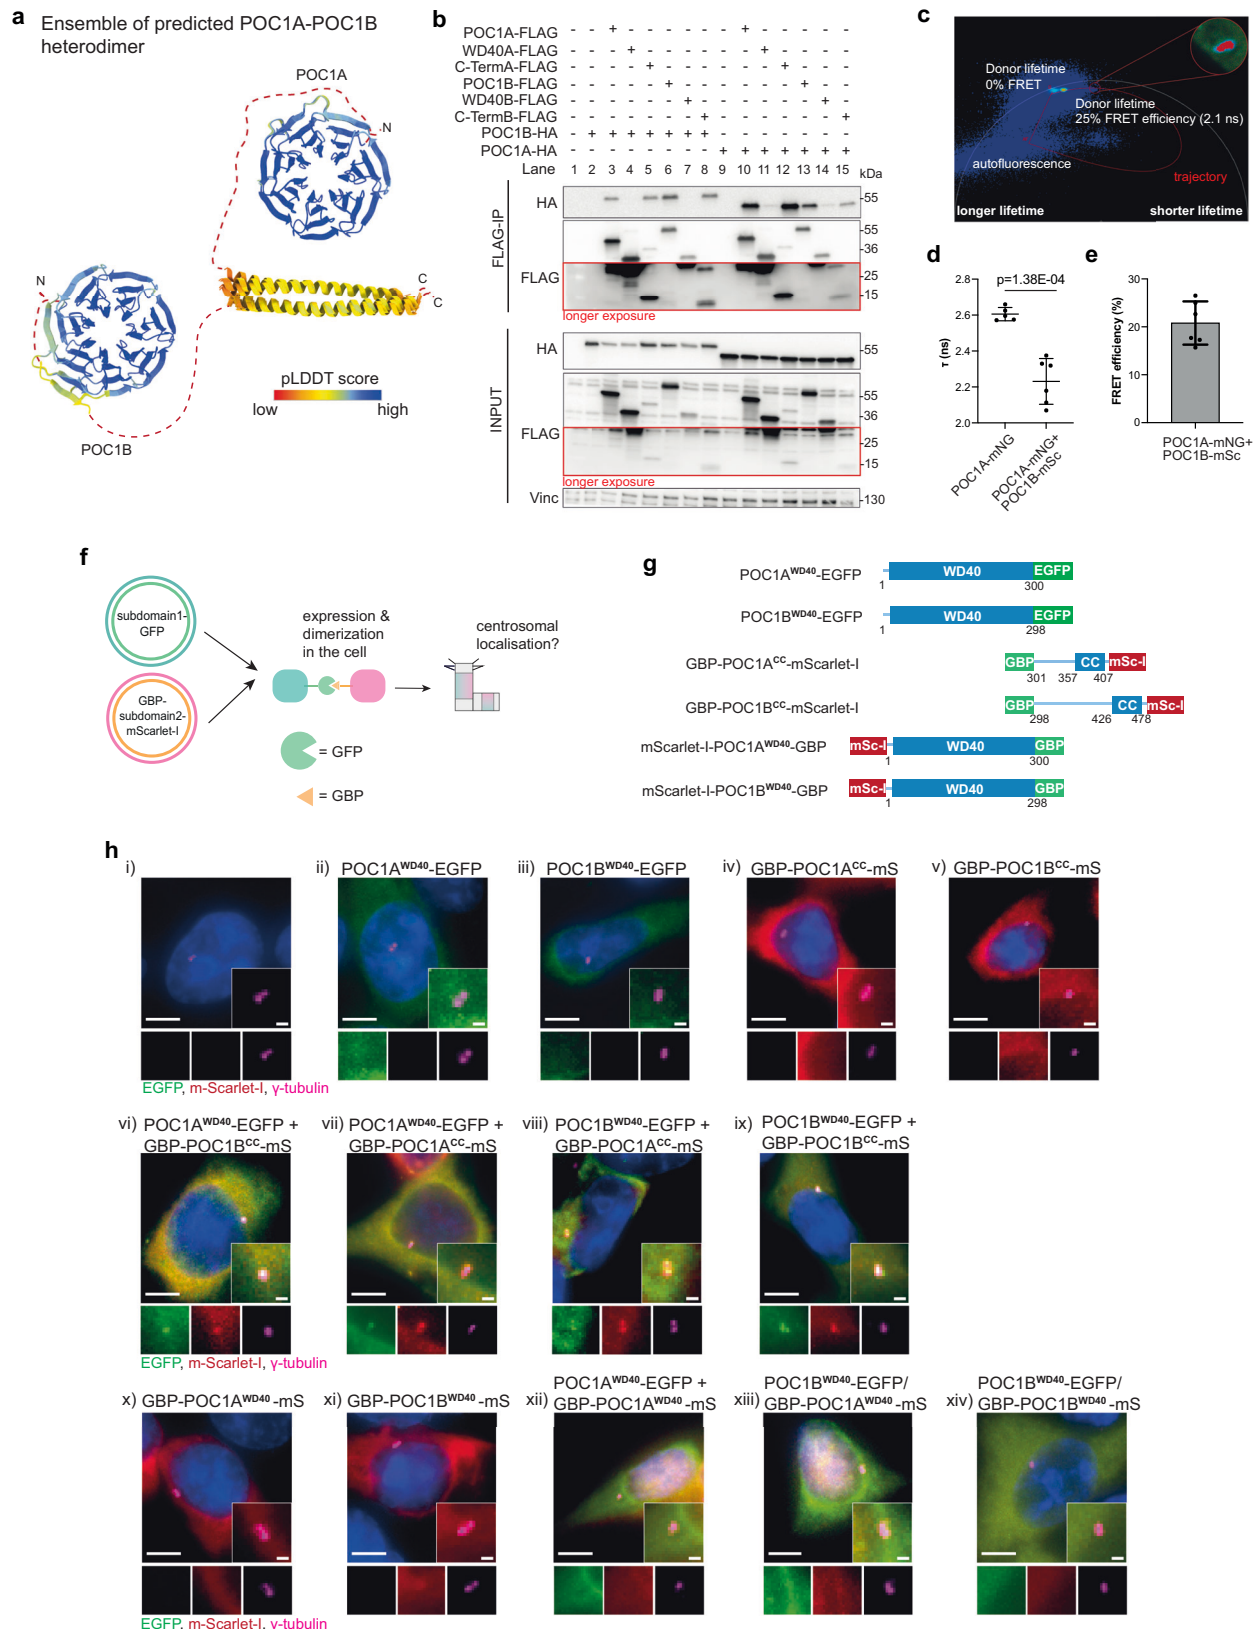 a
Ensemble of predicted POC1A-POC1B
heterodimer
POC1A
N
N
C
C
pLDDT score
low
high
POC1B
b
POC1A-FLAG - - + - - - - - - + - - - - -
WD40A-FLAG - - - + - - - - - - + - - - -
C-TermA-FLAG - - - - + - - - - - - + - - -
POC1B-FLAG - - - - - + - - - - - - + - -
WD40B-FLAG - - - - - - + - - - - - - + -
C-TermB-FLAG - - - - - - - + - - - - - - +
POC1B-HA - + + + + + + + - - - - - - -
POC1A-HA - - - - - - - - + + + + + + +
Lane 1 2 3 4 5 6 7 8 9 10 11 12 13 14 15 kDa
FLAG-IP
HA
-55
FLAG
-55
-36
-25
-15
longer exposure
INPUT
HA
-55
FLAG
-55
-36
-25
-15
longer exposure
Vinc
-130
c
Donor lifetime
0% FRET
Donor lifetime
25% FRET efficiency (2.1 ns)
autofluorescence
trajectory
longer lifetime
shorter lifetime
d
p=1.38E-04
τ (ns)
2.8
2.6
2.4
2.2
2.0
POC1A-mNG
POC1A-mNG+
POC1B-mSc
e
FRET efficiency (%)
30
20
10
0
POC1A-mNG+
POC1B-mSc
f
subdomain1-
GFP
GBP-
subdomain2-
mScarlet-I
expression &
dimerization
in the cell
centrosomal
localisation?
= GFP
= GBP
g
POC1A^WD40-EGFP
WD40 EGFP
1 300
POC1B^WD40-EGFP
WD40 EGFP
1 298
GBP-POC1A^CC-mScarlet-I
GBP CC mSc-I
301 357 407
GBP-POC1B^CC-mScarlet-I
GBP CC mSc-I
298 426 478
mScarlet-I-POC1A^WD40-GBP
mSc-I WD40 GBP
1 300
mScarlet-I-POC1B^WD40-GBP
mSc-I WD40 GBP
1 298
h
i)
ii) POC1A^WD40-EGFP
iii) POC1B^WD40-EGFP
iv) GBP-POC1A^CC-mS
v) GBP-POC1B^CC-mS
EGFP, m-Scarlet-I, γ-tubulin
vi) POC1A^WD40-EGFP +
GBP-POC1B^CC-mS
vii) POC1A^WD40-EGFP +
GBP-POC1A^CC-mS
viii) POC1B^WD40-EGFP +
GBP-POC1A^CC-mS
ix) POC1B^WD40-EGFP +
GBP-POC1B^CC-mS
EGFP, m-Scarlet-I, γ-tubulin
x) GBP-POC1A^WD40-mS
xi) GBP-POC1B^WD40-mS
xii) POC1A^WD40-EGFP +
GBP-POC1A^WD40-mS
xiii) POC1B^WD40-EGFP/
GBP-POC1A^WD40-mS
xiv) POC1B^WD40-EGFP/
GBP-POC1B^WD40-mS
EGFP, m-Scarlet-I, γ-tubulin